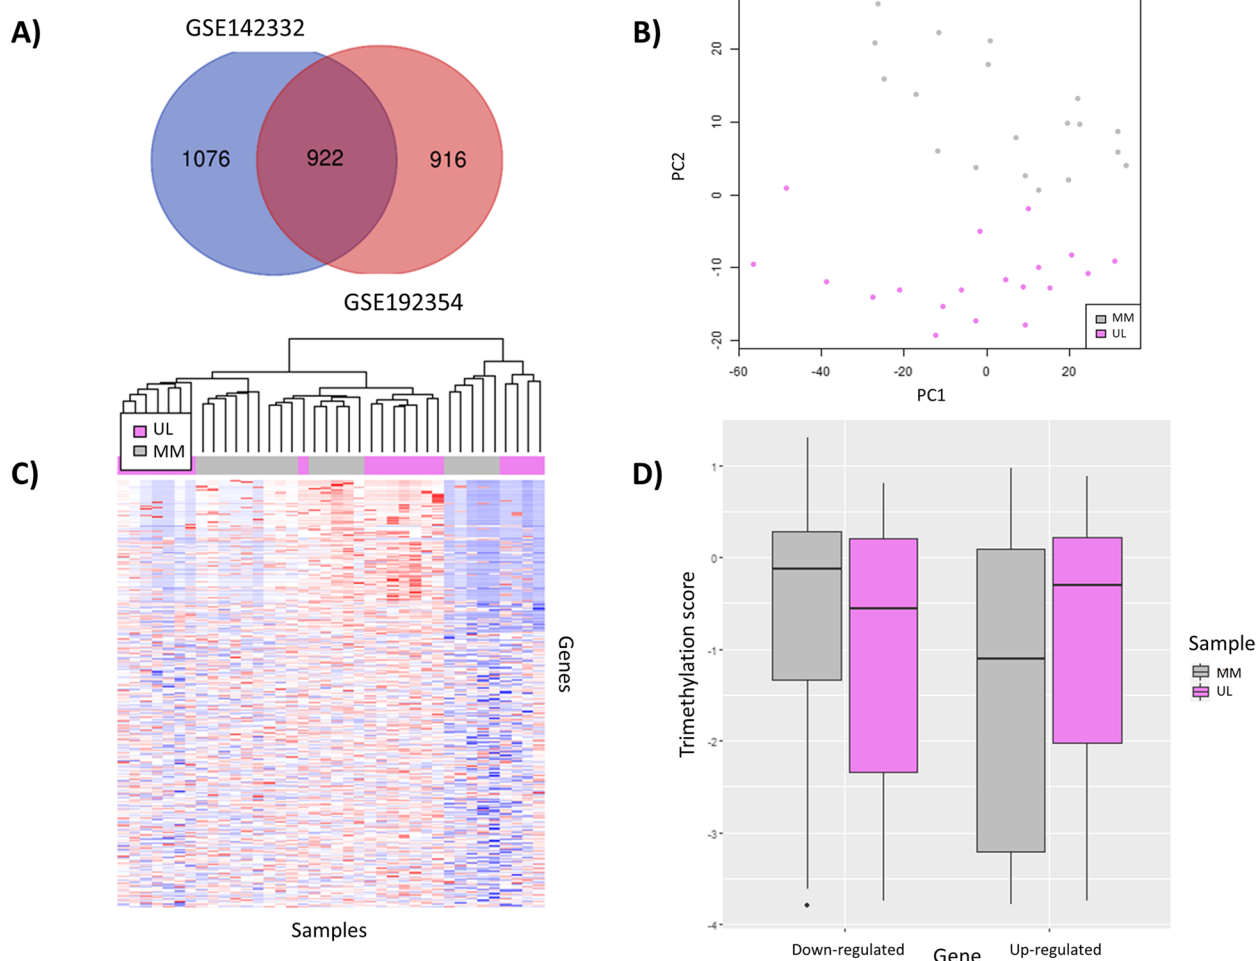 A)
GSE142332
1076
922
916
GSE192354
B)
PC2
20
10
0
-10
-20
-60
-40
-20
0
20
PC1
MM
UL
C)
UL
MM
Genes
Samples
D)
Trimethylation score
1
0
-1
-2
-3
-4
Down-regulated
Up-regulated
Gene
Sample
MM
UL